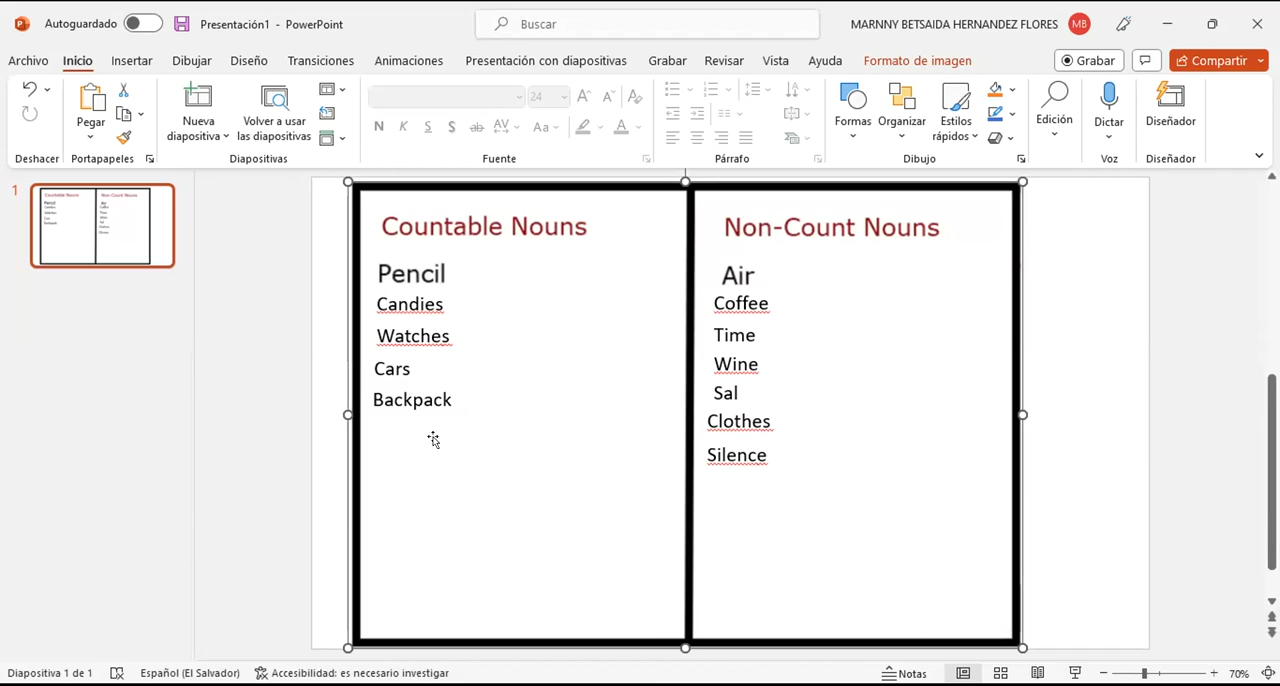 Autoguardado
Presentación1 - PowerPoint
Buscar
MARNNY BETSAIDA HERNANDEZ FLORES
MB
Archivo Inicio Insertar Dibujar Diseño Transiciones Animaciones Presentación con diapositivas Grabar Revisar Vista Ayuda Formato de imagen
Grabar
Compartir
Pegar
Nueva
diapositiva
Volver a usar
las diapositivas
24
N K S S ab AV Aa A
Formas
Organizar
Estilos
rápidos
Edición
Dictar
Diseñador
Deshacer Portapapeles Diapositivas Fuente Párrafo Dibujo Voz Diseñador
1
Countable Nouns
Pencil
Candies
Watches
Cars
Backpack
Non-Count Nouns
Air
Coffee
Time
Wine
Sal
Clothes
Silence
Diapositiva 1 de 1
Español (El Salvador)
Accesibilidad: es necesario investigar
Notas
70%